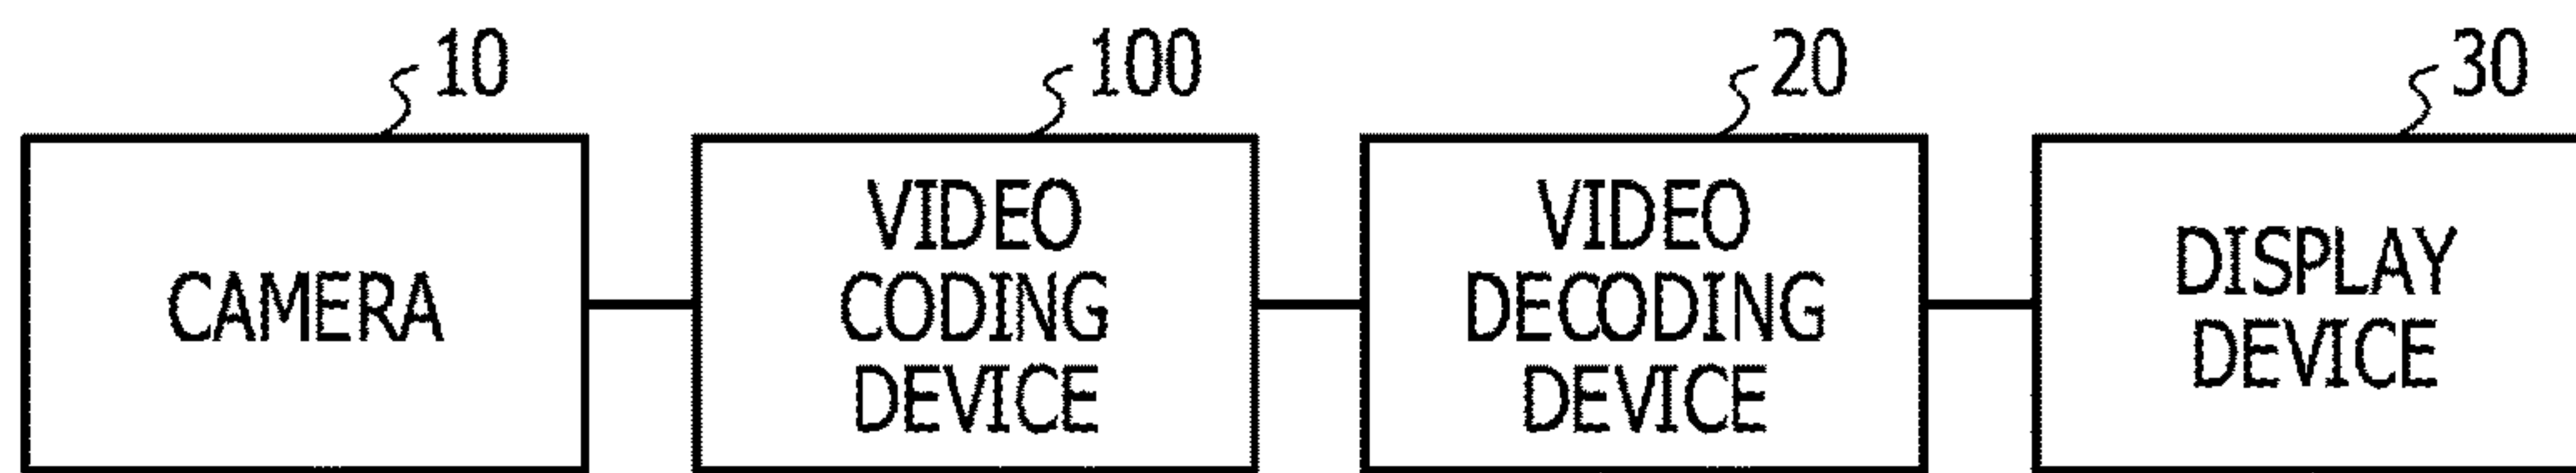 10
100
20
30
CAMERA
VIDEO
CODING
DEVICE
VIDEO
DECODING
DEVICE
DISPLAY
DEVICE